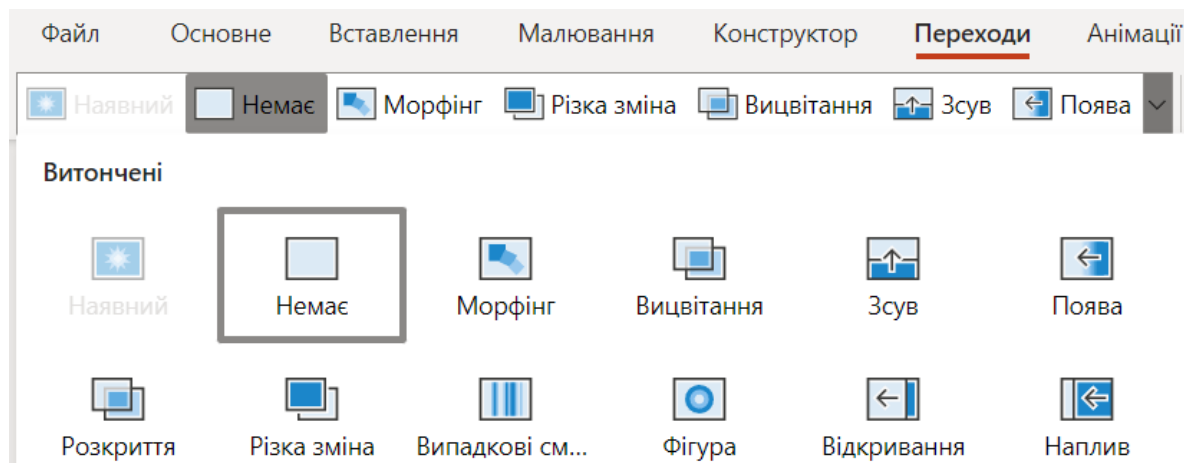 Файл Основне Вставлення Малювання Конструктор Переходи Анімації
Наявний Немає Морфінг Різка зміна Вицвітання Зсув Поява
Витончені
Наявний Немає Морфінг Вицвітання Зсув Поява
Розкриття Різка зміна Випадкові см... Фігура Відкривання Наплив